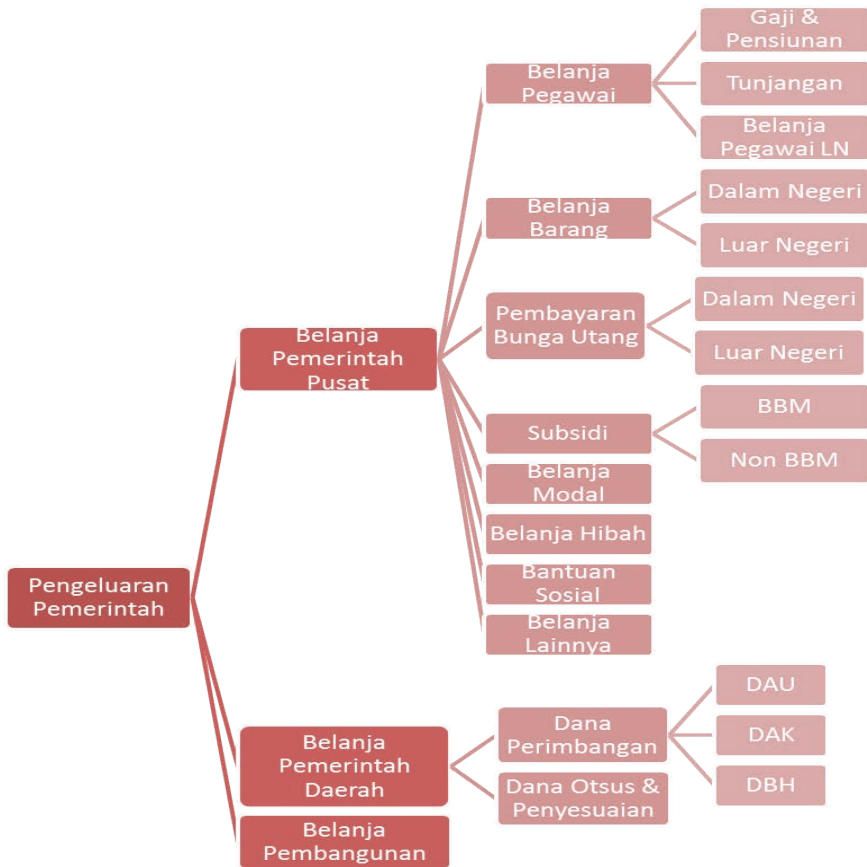 Pengeluaran
Pemerintah
Belanja
Pemerintah
Pusat
Belanja
Pegawai
Gaji &
Pensiunan
Tunjangan
Belanja
Pegawai LN
Belanja
Barang
Dalam Negeri
Luar Negeri
Pembayaran
Bunga Utang
Dalam Negeri
Luar Negeri
Subsidi
BBM
Non BBM
Belanja
Modal
Belanja Hibah
Bantuan
Sosial
Belanja
Lainnya
Belanja
Pemerintah
Daerah
Dana
Perimbangan
DAU
DAK
DBH
Dana Otsus &
Penyesuaian
Belanja
Pembangunan